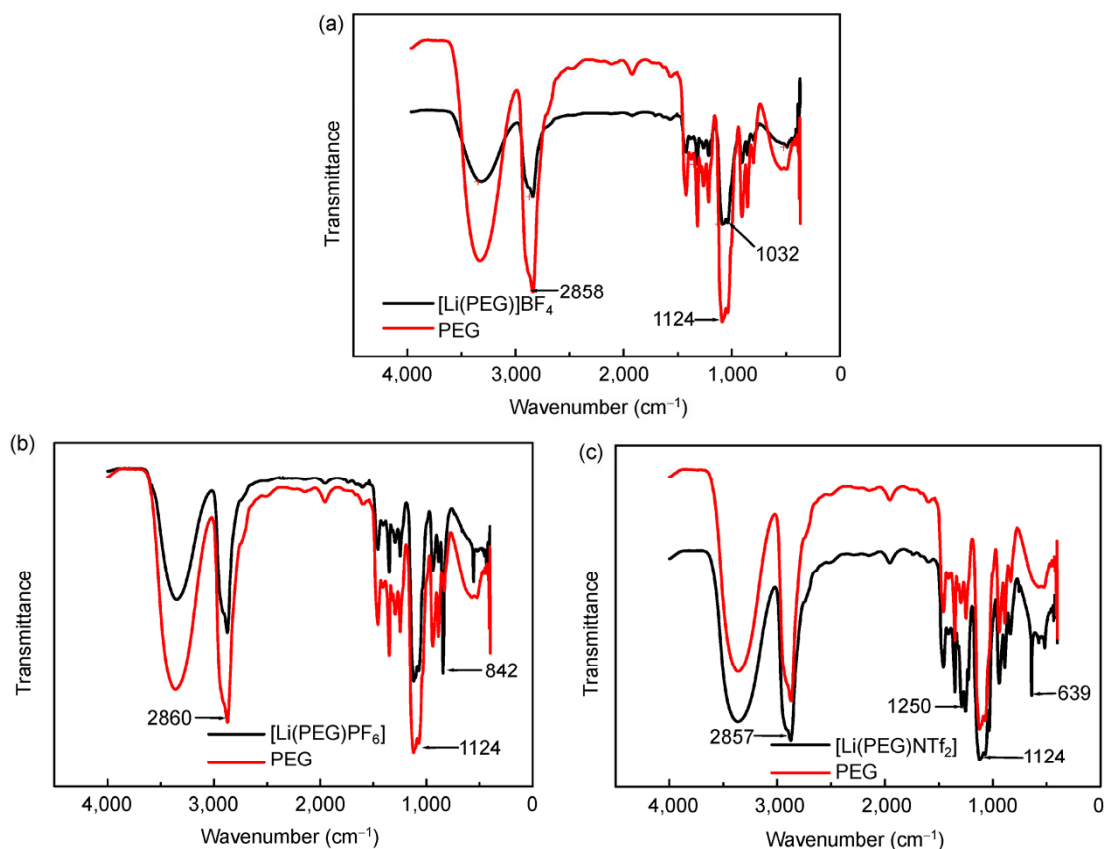 (a)
Transmittance
1032
2858
[Li(PEG)]BF₄
1124
PEG
4,000 3,000 2,000 1,000 0
Wavenumber (cm⁻¹)
(b)
Transmittance
842
2860
[Li(PEG)PF₆]
PEG
1124
4,000 3,000 2,000 1,000 0
Wavenumber (cm⁻¹)
(c)
Transmittance
1250
639
2857
[Li(PEG)NTf₂]
1124
PEG
4,000 3,000 2,000 1,000 0
Wavenumber (cm⁻¹)